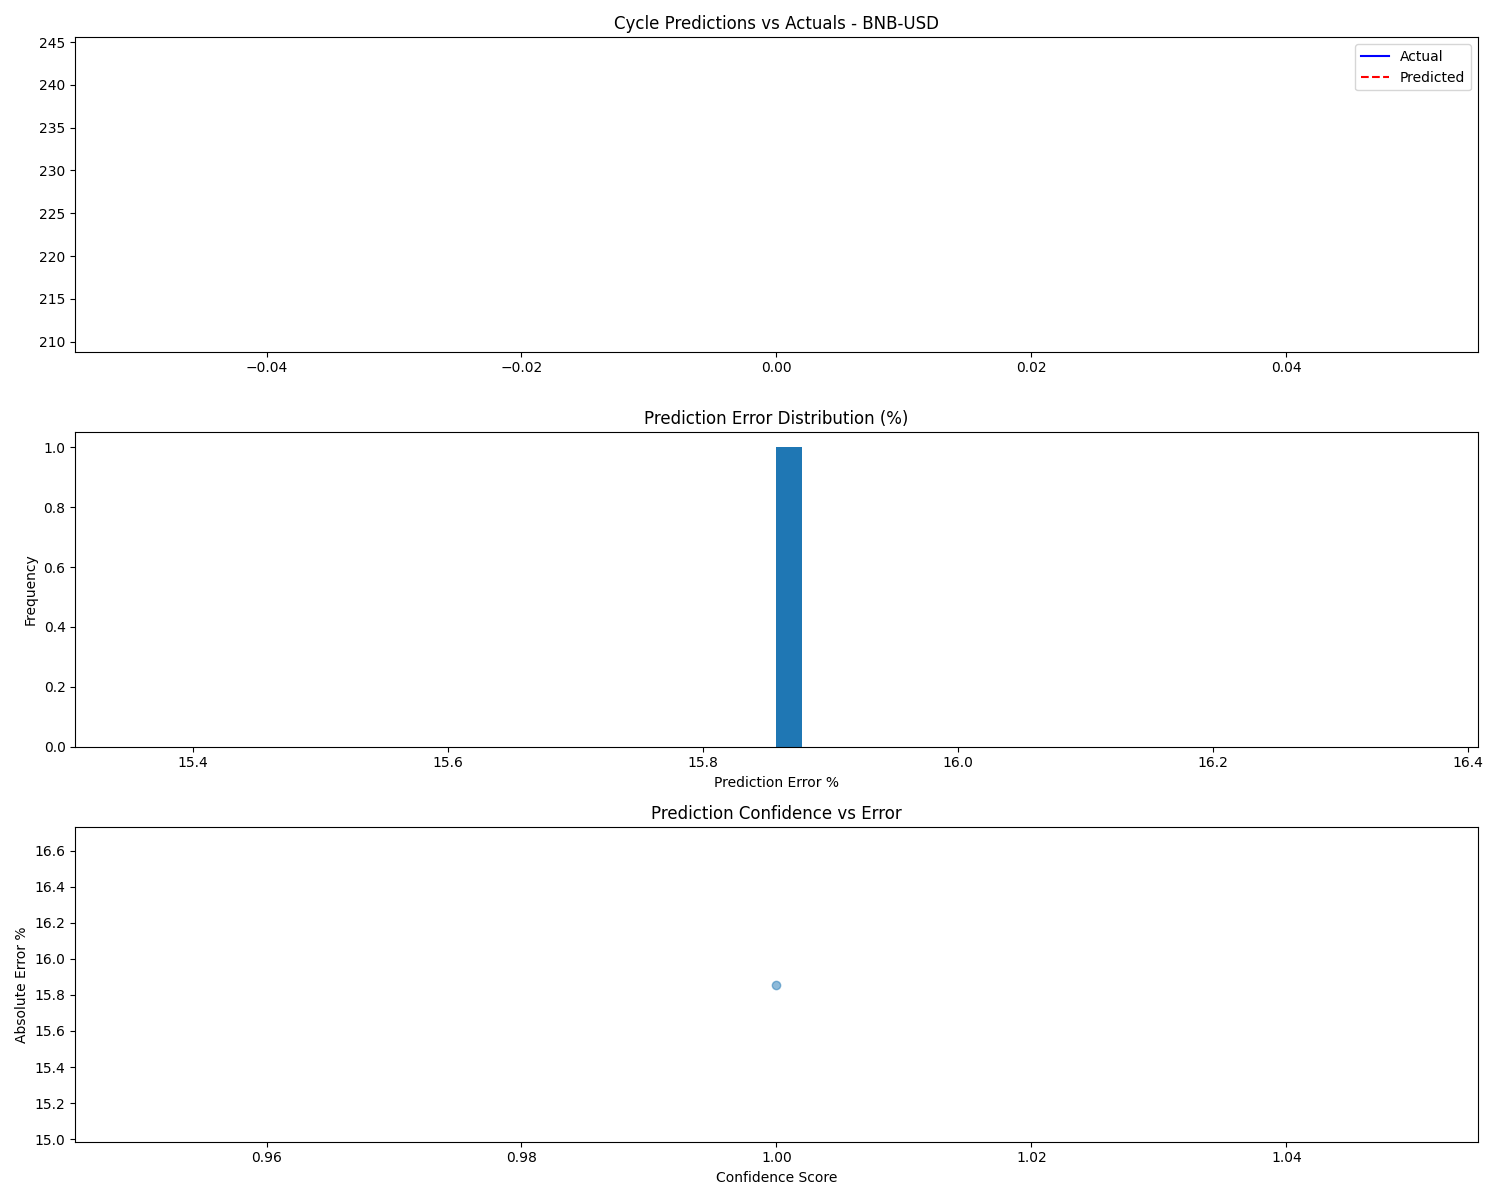 Cycle Predictions vs Actuals - BNB-USD
245
240
235
230
225
220
215
210
Actual
Predicted
−0.04 −0.02 0.00 0.02 0.04
Prediction Error Distribution (%)
Frequency
1.0
0.8
0.6
0.4
0.2
0.0
15.4 15.6 15.8 16.0 16.2 16.4
Prediction Error %
Prediction Confidence vs Error
Absolute Error %
16.6
16.4
16.2
16.0
15.8
15.6
15.4
15.2
15.0
0.96 0.98 1.00 1.02 1.04
Confidence Score